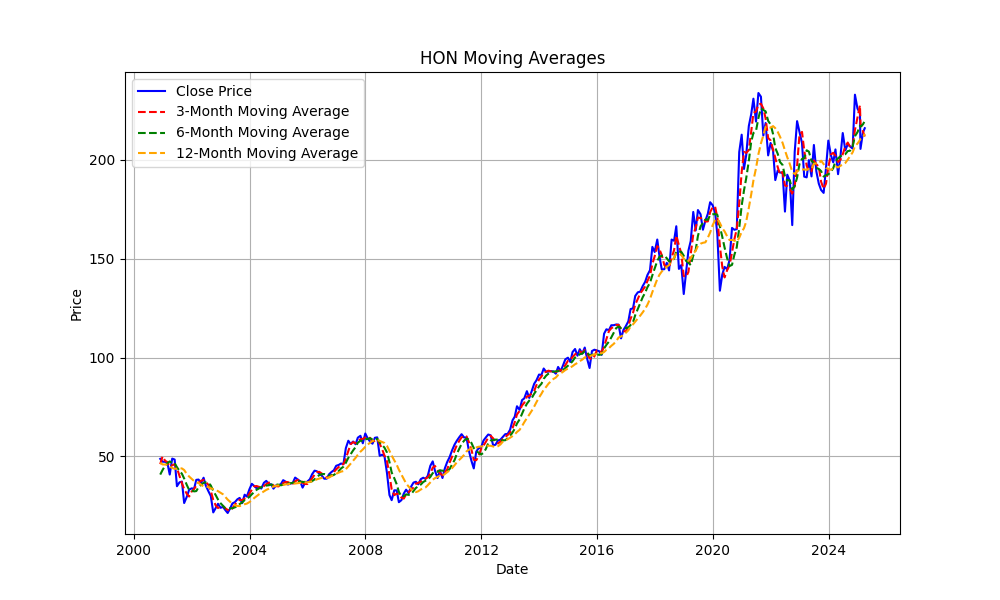 HON Moving Averages
Close Price
3-Month Moving Average
6-Month Moving Average
12-Month Moving Average
Price
200
150
100
50
2000 2004 2008 2012 2016 2020 2024
Date